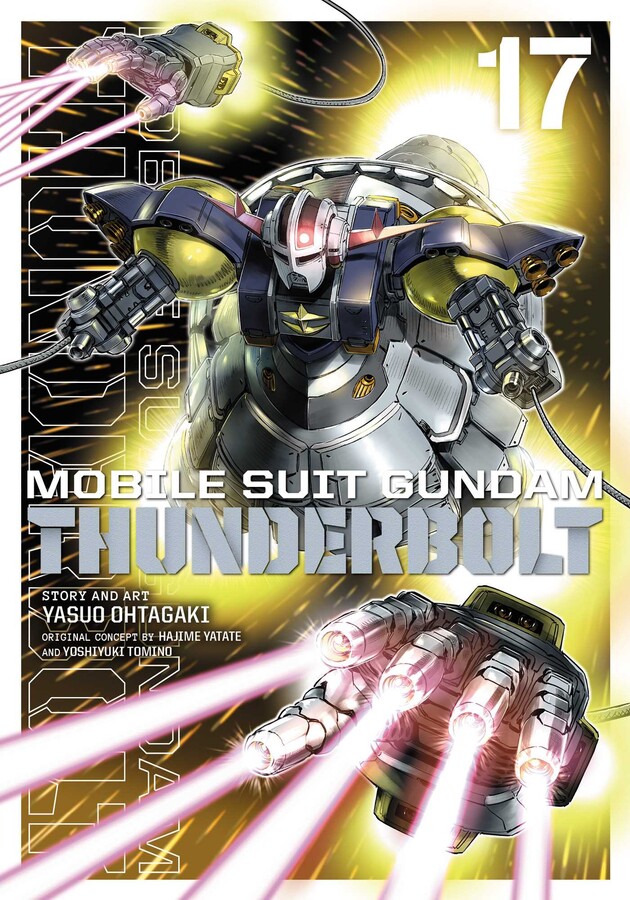 17
MOBILE SUIT GUNDAM
THUNDERBOLT
STORY AND ART
YASUO OHTAGAKI
ORIGINAL CONCEPT BY HAJIME YATATE
AND YOSHIYUKI TOMINO